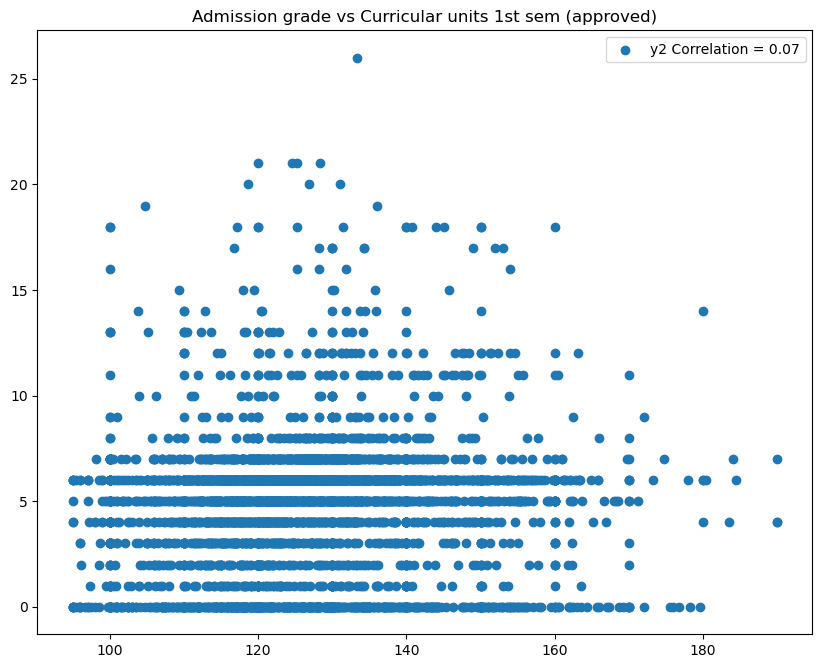 Admission grade vs Curricular units 1st sem (approved)
y2 Correlation = 0.07
25
20
15
10
5
0
100 120 140 160 180